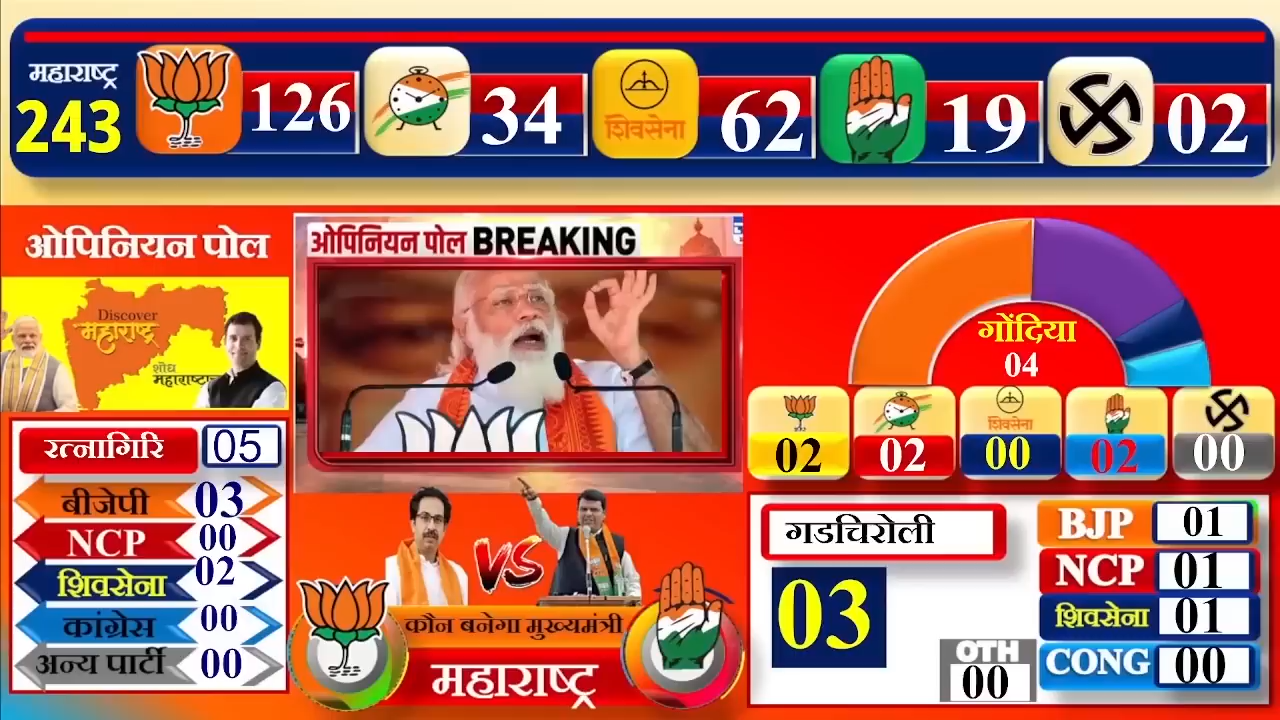 महाराष्ट्र
243
126
34
शिवसेना
62
19
02
ओपिनियन पोल
Discover
महाराष्ट्र
शोध
ओपिनियन पोल BREAKING
गोंदिया
04
शिवसेना
02
02
00
02
00
रत्नागिरि 05
बीजेपी 03
NCP 00
शिवसेना 02
कांग्रेस 00
अन्य पार्टी 00
VS
कौन बनेगा मुख्यमंत्री
महाराष्ट्र
गडचिरोली
03
OTH
00
BJP 01
NCP 01
शिवसेना 01
CONG 00